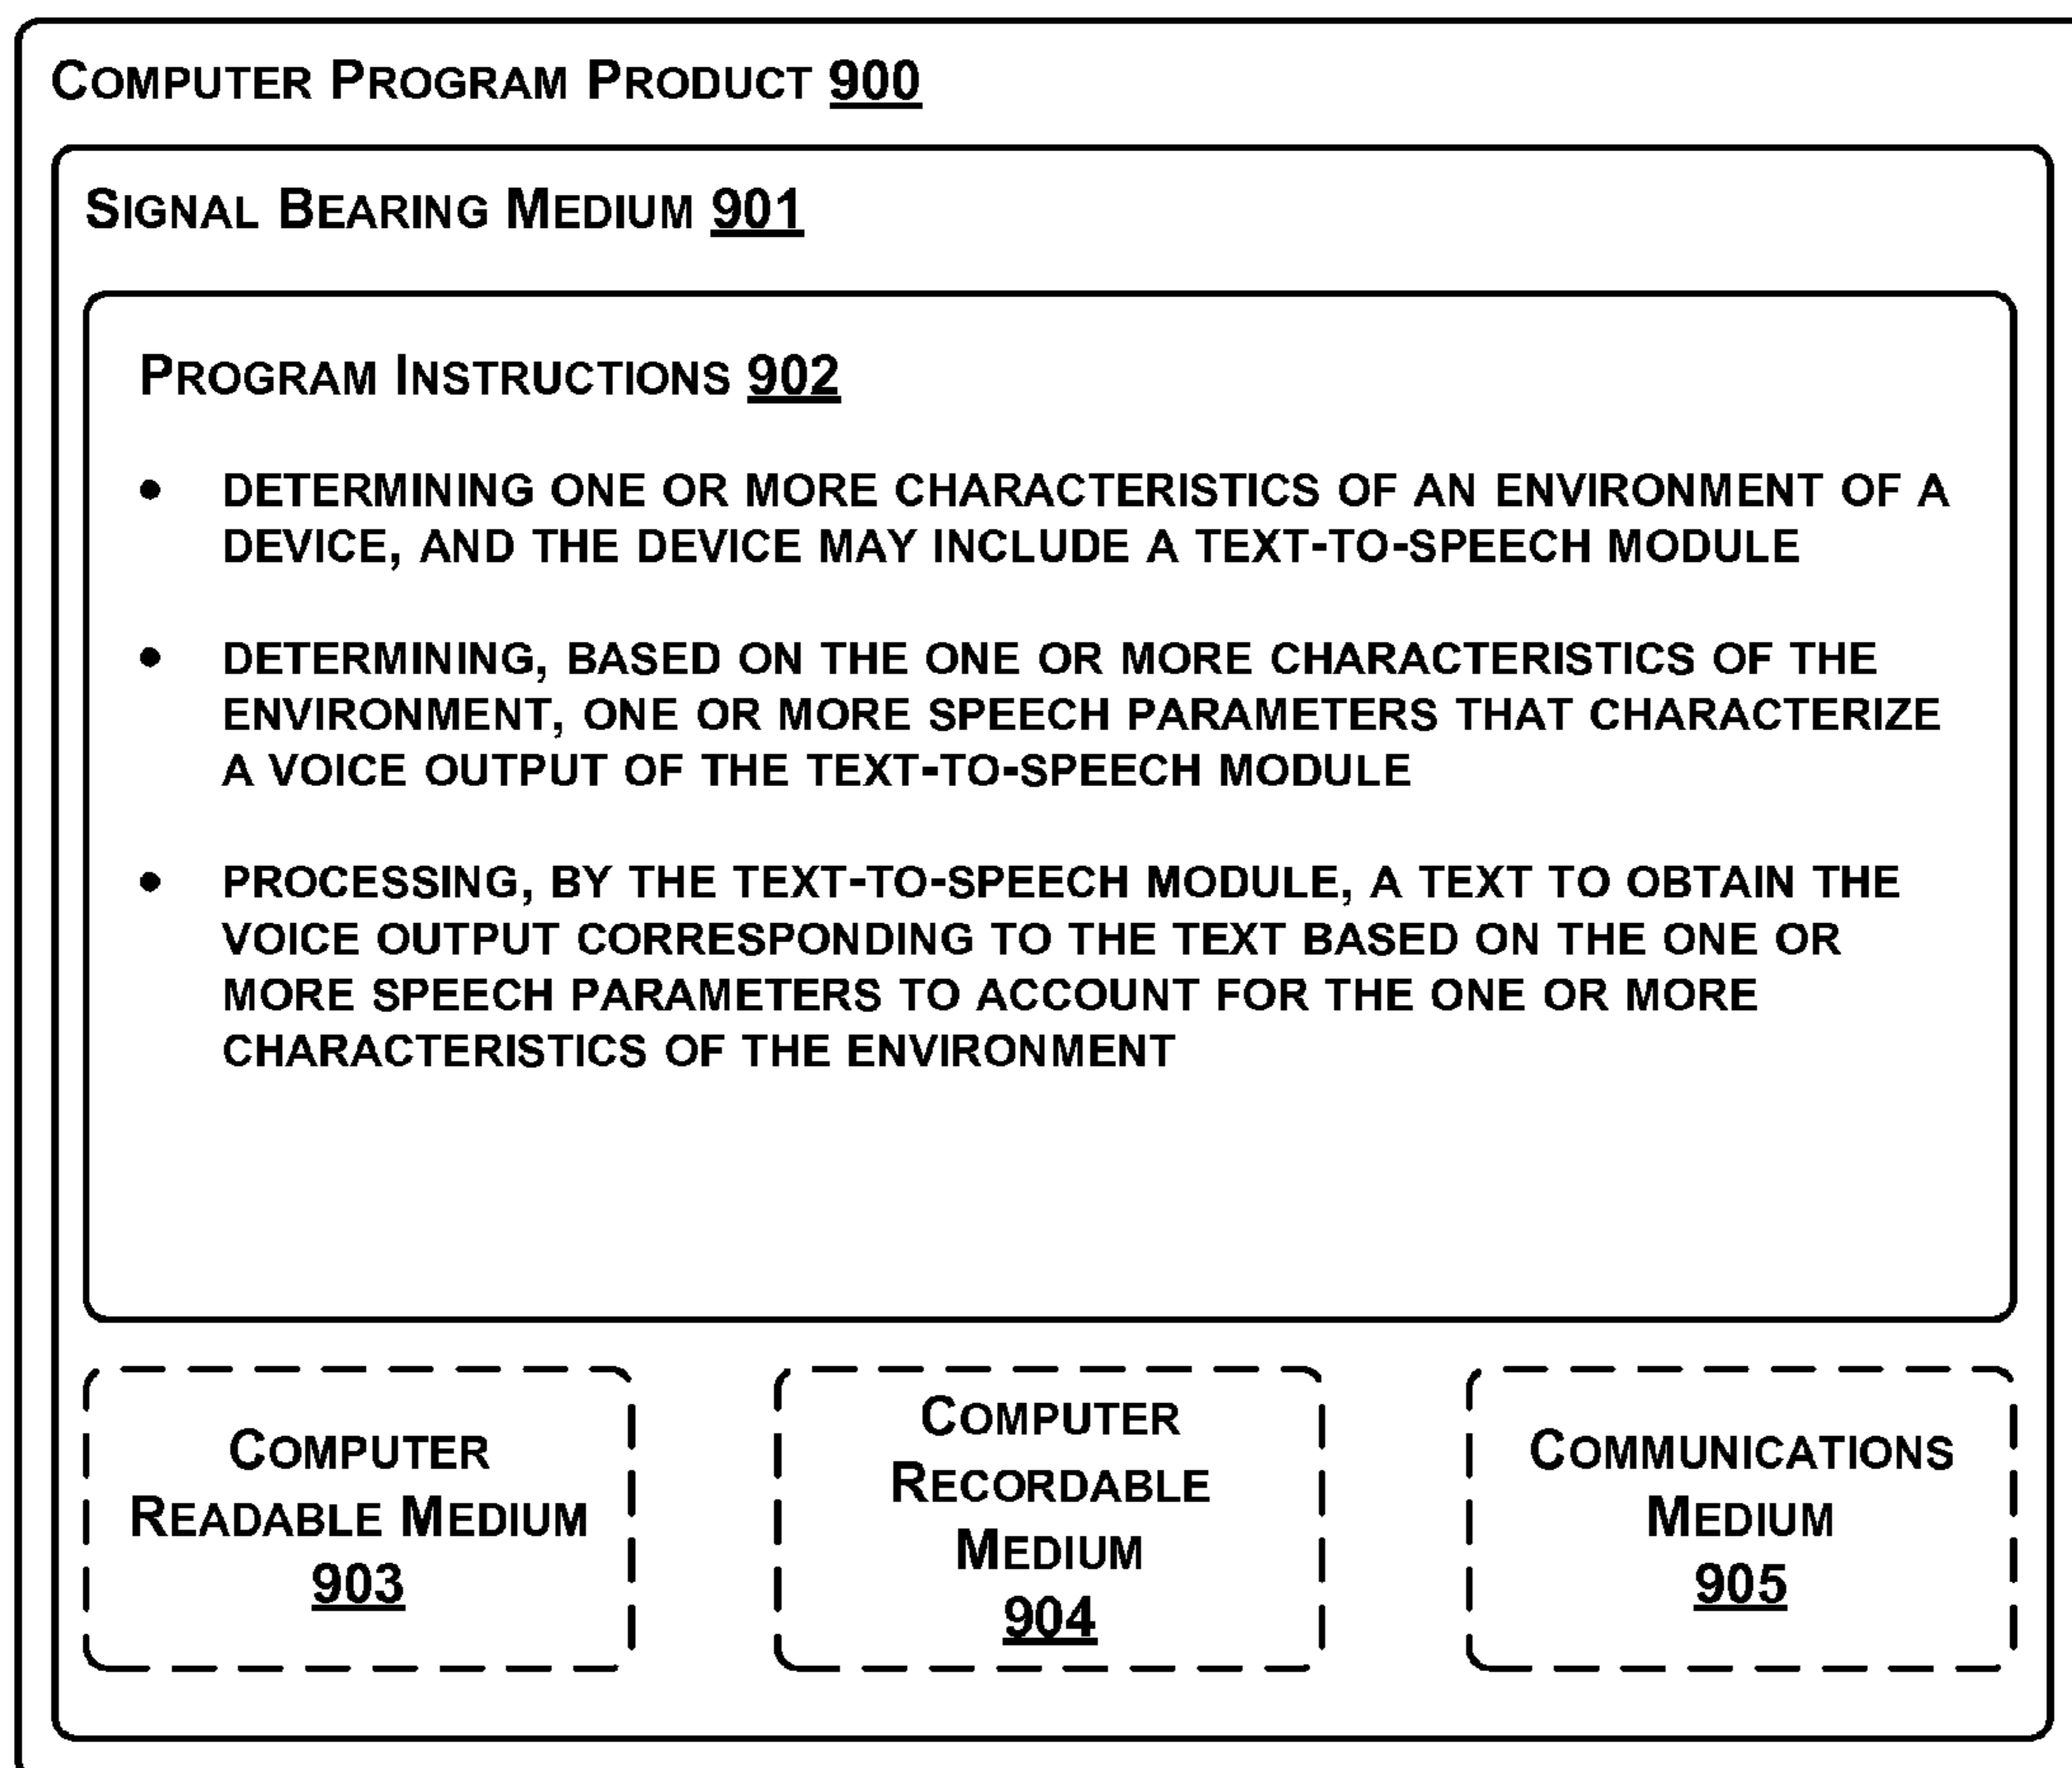 COMPUTER PROGRAM PRODUCT 900
SIGNAL BEARING MEDIUM 901
PROGRAM INSTRUCTIONS 902
• DETERMINING ONE OR MORE CHARACTERISTICS OF AN ENVIRONMENT OF A
DEVICE, AND THE DEVICE MAY INCLUDE A TEXT-TO-SPEECH MODULE
• DETERMINING, BASED ON THE ONE OR MORE CHARACTERISTICS OF THE
ENVIRONMENT, ONE OR MORE SPEECH PARAMETERS THAT CHARACTERIZE
A VOICE OUTPUT OF THE TEXT-TO-SPEECH MODULE
• PROCESSING, BY THE TEXT-TO-SPEECH MODULE, A TEXT TO OBTAIN THE
VOICE OUTPUT CORRESPONDING TO THE TEXT BASED ON THE ONE OR
MORE SPEECH PARAMETERS TO ACCOUNT FOR THE ONE OR MORE
CHARACTERISTICS OF THE ENVIRONMENT
COMPUTER
READABLE MEDIUM
903
COMPUTER
RECORDABLE
MEDIUM
904
COMMUNICATIONS
MEDIUM
905